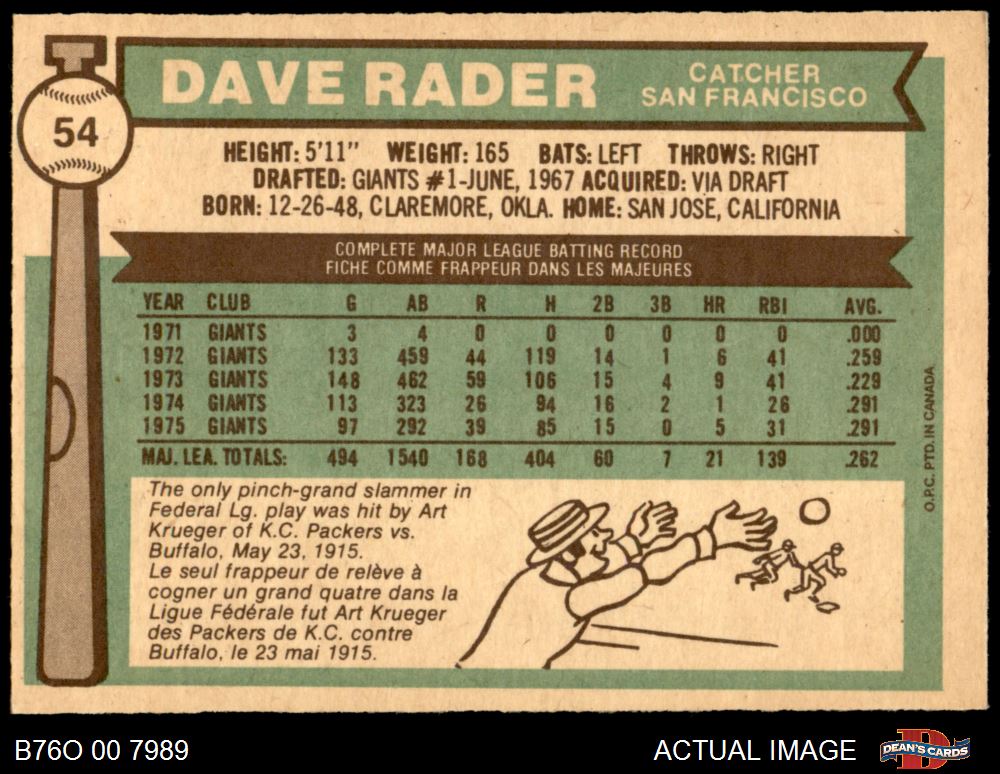 54
DAVE RADER
CATCHER
SAN FRANCISCO
HEIGHT: 5'11" WEIGHT: 165 BATS: LEFT THROWS: RIGHT
DRAFTED: GIANTS #1-JUNE, 1967 ACQUIRED: VIA DRAFT
BORN: 12-26-48, CLAREMORE, OKLA. HOME: SAN JOSE, CALIFORNIA
COMPLETE MAJOR LEAGUE BATTING RECORD
FICHE COMME FRAPPEUR DANS LES MAJEURES
YEAR CLUB G AB R H 2B 3B HR RBI AVG.
1971 GIANTS 3 4 0 0 0 0 0 0 .000
1972 GIANTS 133 459 44 119 14 1 6 41 .259
1973 GIANTS 148 462 59 106 15 4 9 41 .229
1974 GIANTS 113 323 26 94 16 2 1 26 .291
1975 GIANTS 97 292 39 85 15 0 5 31 .291
MAJ. LEA. TOTALS: 494 1540 168 404 60 7 21 139 .262
The only pinch-grand slammer in
Federal Lg. play was hit by Art
Krueger of K.C. Packers vs.
Buffalo, May 23, 1915.
Le seul frappeur de relève à
cogner un grand quatre dans la
Ligue Fédérale fut Art Krueger
des Packers de K.C. contre
Buffalo, le 23 mai 1915.
O.P.C. PTD. IN CANADA
B76O 00 7989
ACTUAL IMAGE
DEAN'S CARDS